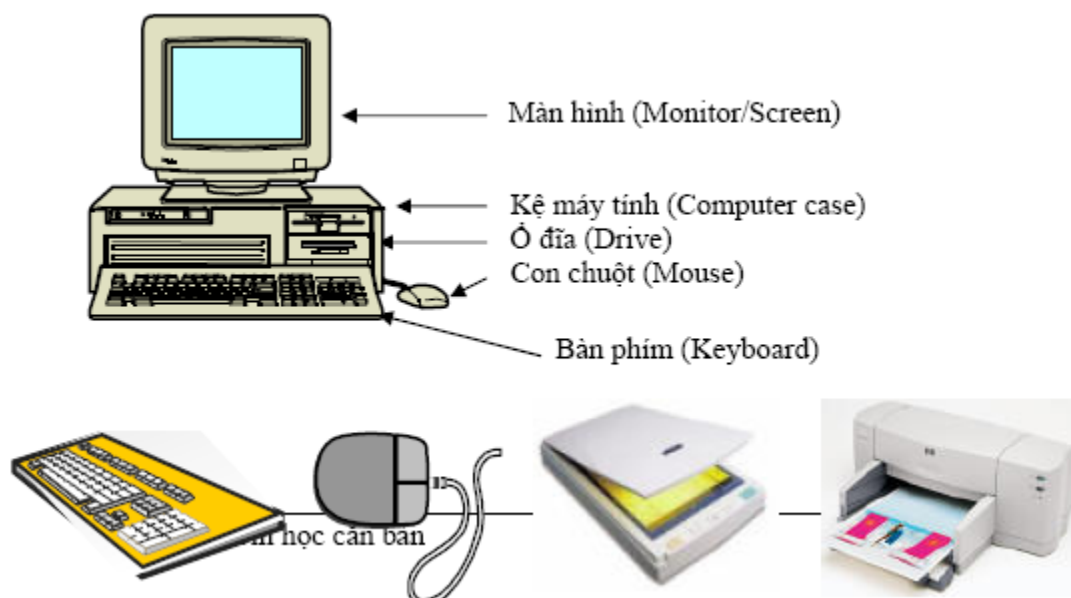 Màn hình (Monitor/Screen)
Kệ máy tính (Computer case)
Ổ đĩa (Drive)
Con chuột (Mouse)
Bàn phím (Keyboard)
học căn bản